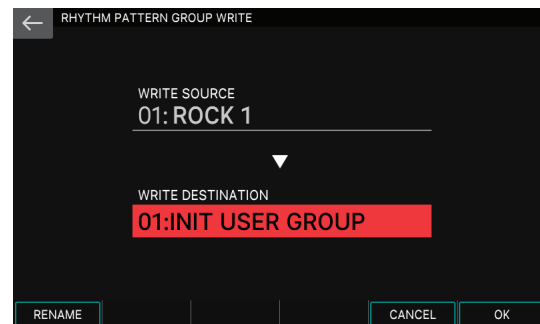 RHYTHM PATTERN GROUP WRITE
WRITE SOURCE
01: ROCK 1
WRITE DESTINATION
01:INIT USER GROUP
RENAME CANCEL OK